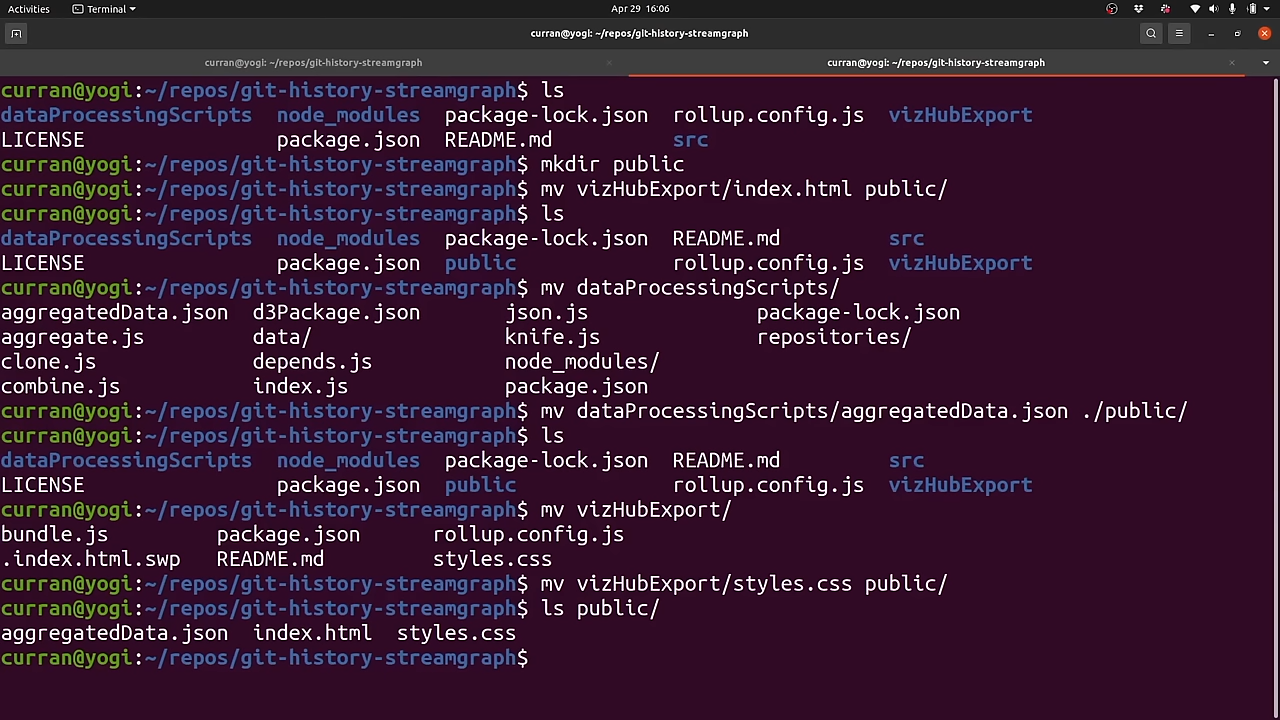 Activities Terminal Apr 29 16:06
curran@yogi: ~/repos/git-history-streamgraph
curran@yogi: ~/repos/git-history-streamgraph curran@yogi: ~/repos/git-history-streamgraph
curran@yogi:~/repos/git-history-streamgraph$ ls
dataProcessingScripts node_modules package-lock.json rollup.config.js vizHubExport
LICENSE package.json README.md src
curran@yogi:~/repos/git-history-streamgraph$ mkdir public
curran@yogi:~/repos/git-history-streamgraph$ mv vizHubExport/index.html public/
curran@yogi:~/repos/git-history-streamgraph$ ls
dataProcessingScripts node_modules package-lock.json README.md src
LICENSE package.json public rollup.config.js vizHubExport
curran@yogi:~/repos/git-history-streamgraph$ mv dataProcessingScripts/
aggregatedData.json d3Package.json json.js package-lock.json
aggregate.js data/ knife.js repositories/
clone.js depends.js node_modules/
combine.js index.js package.json
curran@yogi:~/repos/git-history-streamgraph$ mv dataProcessingScripts/aggregatedData.json ./public/
curran@yogi:~/repos/git-history-streamgraph$ ls
dataProcessingScripts node_modules package-lock.json README.md src
LICENSE package.json public rollup.config.js vizHubExport
curran@yogi:~/repos/git-history-streamgraph$ mv vizHubExport/
bundle.js package.json rollup.config.js
.index.html.swp README.md styles.css
curran@yogi:~/repos/git-history-streamgraph$ mv vizHubExport/styles.css public/
curran@yogi:~/repos/git-history-streamgraph$ ls public/
aggregatedData.json index.html styles.css
curran@yogi:~/repos/git-history-streamgraph$